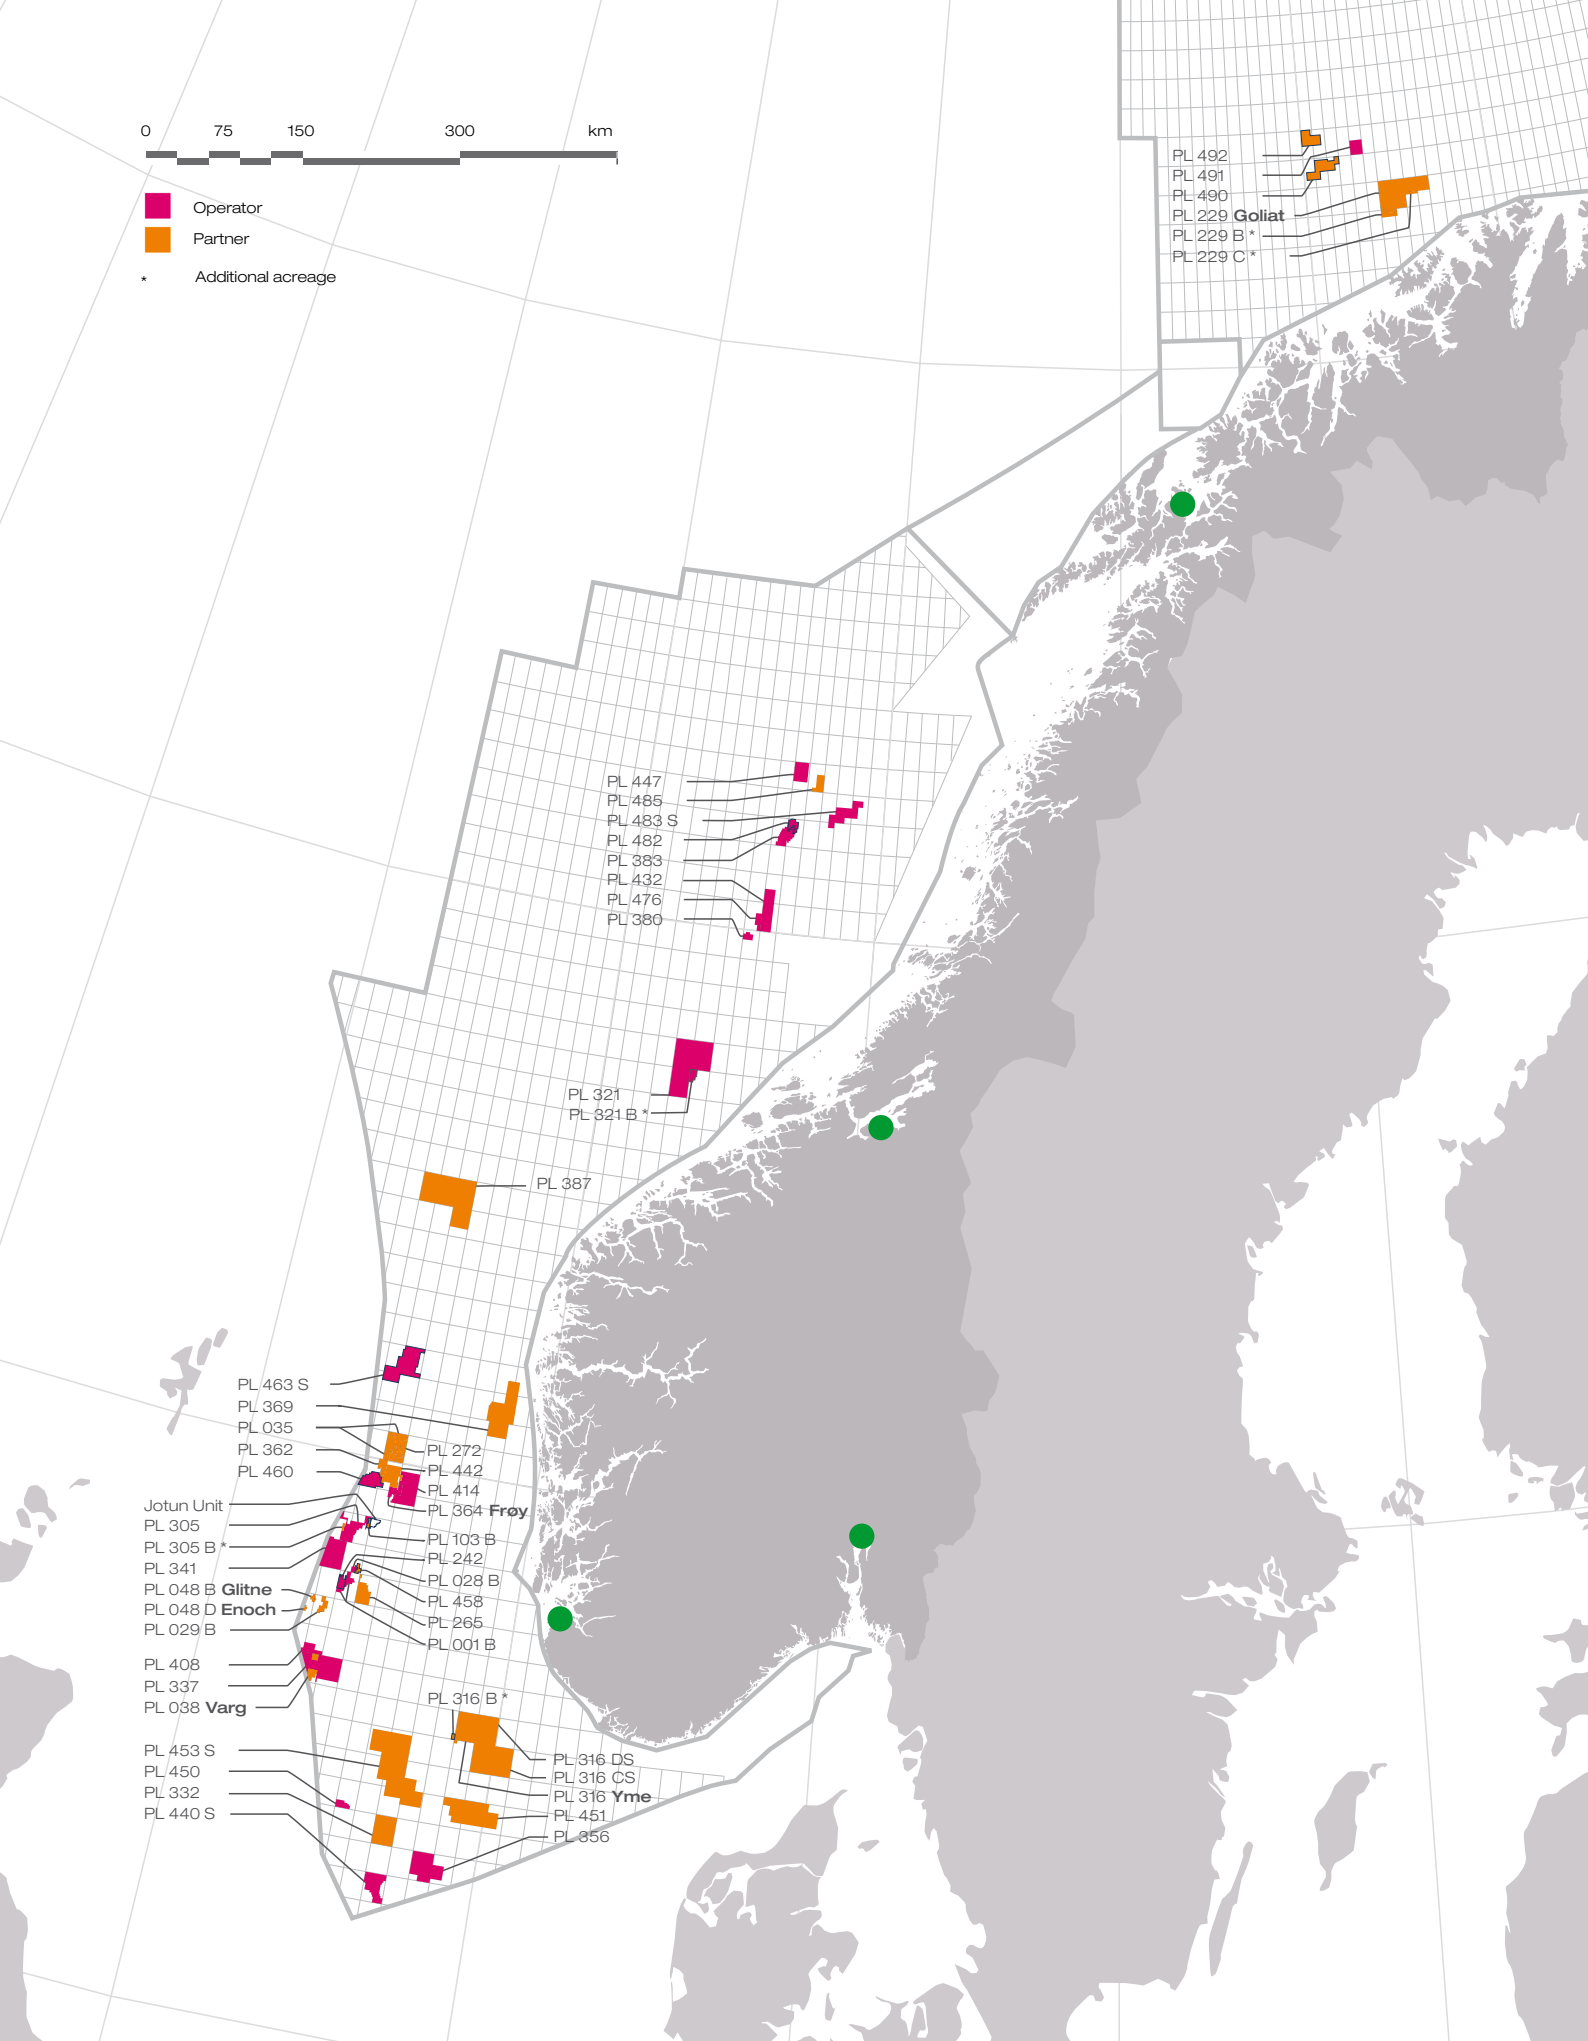 0 75 150 300 km
Operator
Partner
* Additional acreage
PL 492
PL 491
PL 490
PL 229 Goliat
PL 229 B *
PL 229 C *
PL 447
PL 485
PL 483 S
PL 482
PL 383
PL 432
PL 476
PL 380
PL 321
PL 321 B *
PL 387
PL 463 S
PL 369
PL 035
PL 362
PL 460
PL 272
PL 442
PL 414
PL 364 Frøy
Jotun Unit
PL 305
PL 305 B *
PL 341
PL 048 B Glitne
PL 048 D Enoch
PL 029 B
PL 103 B
PL 242
PL 028 B
PL 458
PL 265
PL 001 B
PL 408
PL 337
PL 038 Varg
PL 316 B *
PL 453 S
PL 450
PL 332
PL 440 S
PL 316 DS
PL 316 CS
PL 316 Yme
PL 451
PL 356